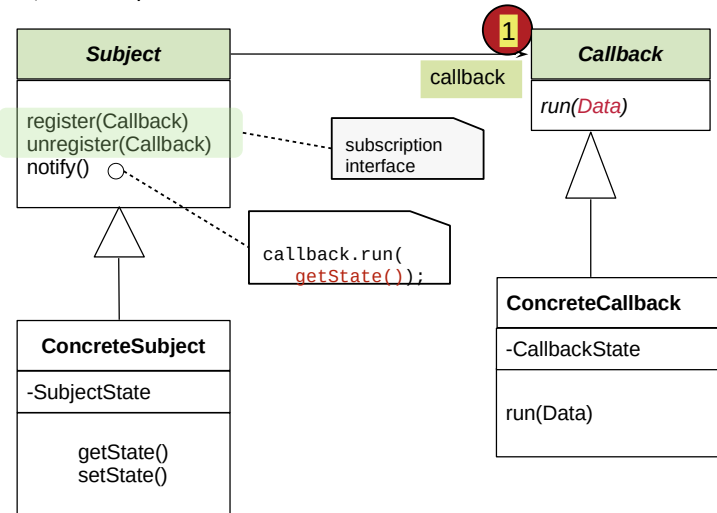 Subject
register(Callback)
unregister(Callback)
notify()
1
callback
Callback
run(Data)
subscription
interface
callback.run(
getState());
ConcreteSubject
-SubjectState
getState()
setState()
ConcreteCallback
-CallbackState
run(Data)